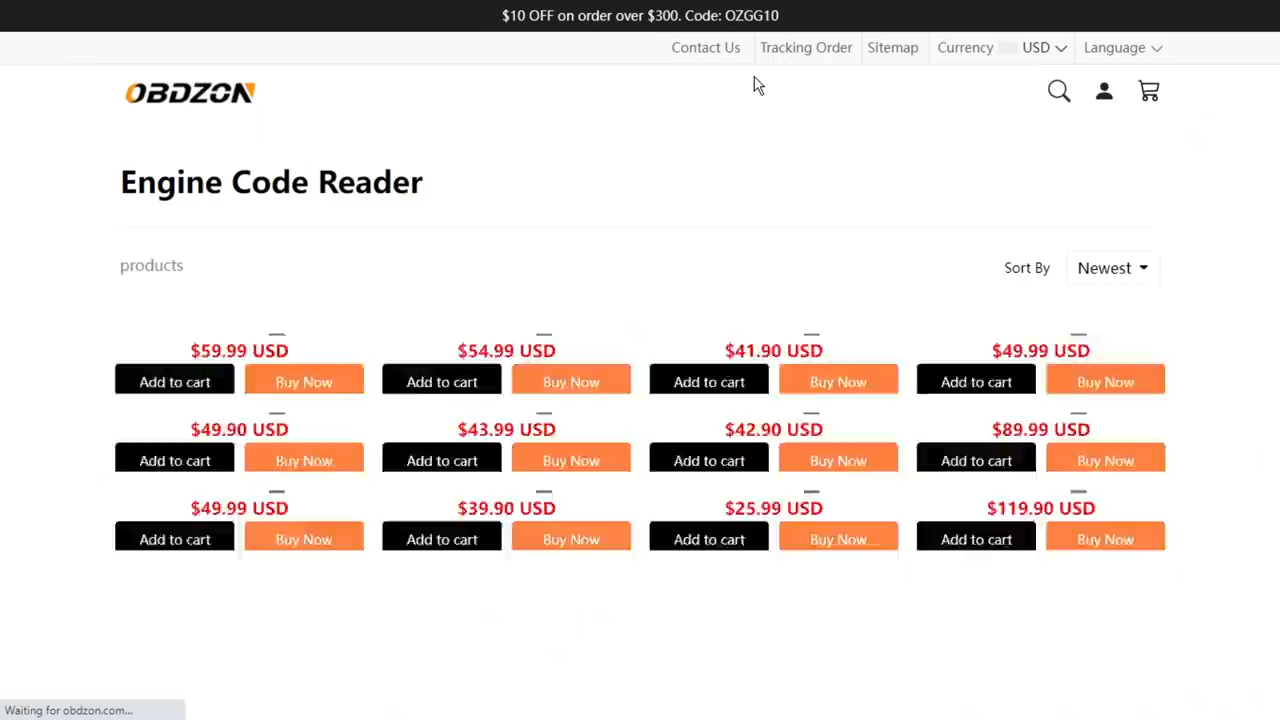 $10 OFF on order over $300. Code: OZGG10
Contact Us Tracking Order Sitemap Currency USD Language
OBDZON
Engine Code Reader
products
Sort By Newest
$59.99 USD $54.99 USD $41.90 USD $49.99 USD
Add to cart Buy Now Add to cart Buy Now Add to cart Buy Now Add to cart Buy Now
$49.90 USD $43.99 USD $42.90 USD $89.99 USD
Add to cart Buy Now Add to cart Buy Now Add to cart Buy Now Add to cart Buy Now
$49.99 USD $39.90 USD $25.99 USD $119.90 USD
Add to cart Buy Now Add to cart Buy Now Add to cart Buy Now Add to cart Buy Now
Waiting for obdzon.com...